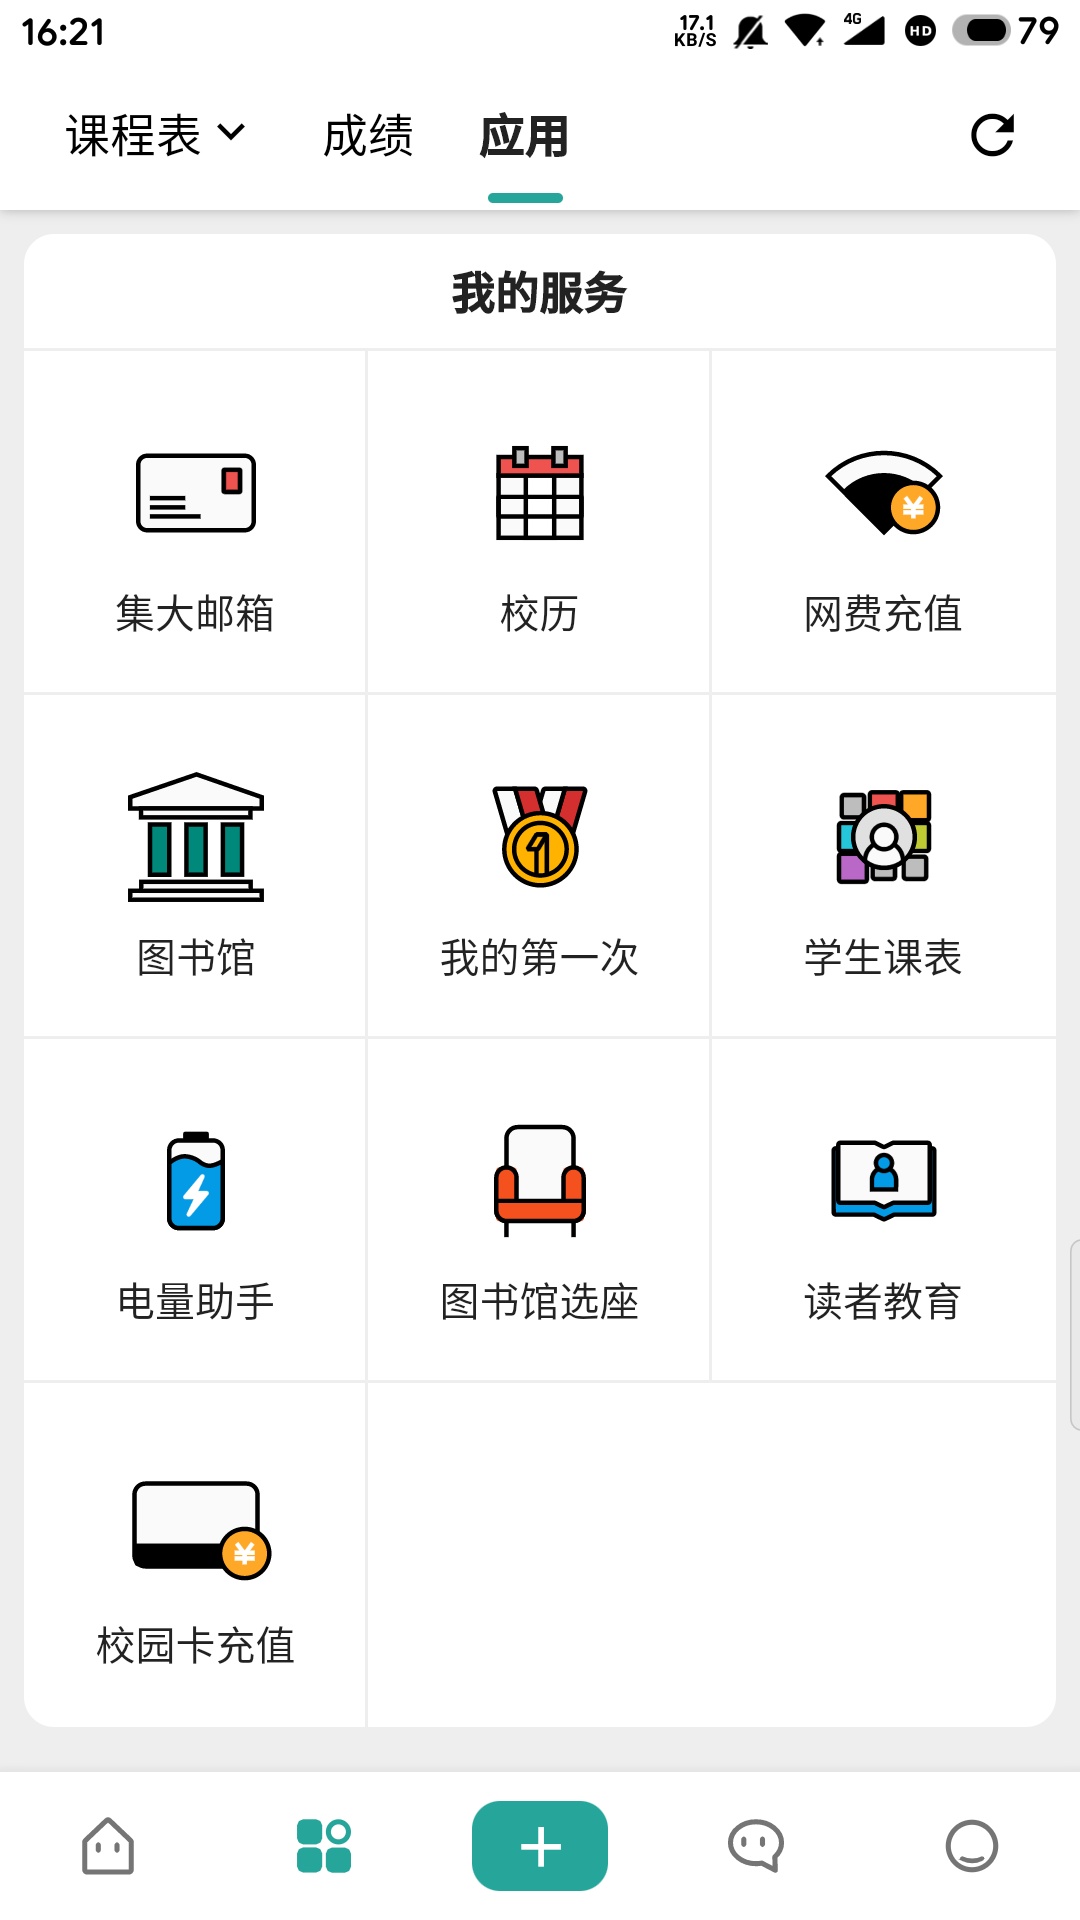 16:21 17.1 KB/S 4G HD 79
课程表 成绩 应用
我的服务
集大邮箱 校历 网费充值
图书馆 我的第一次 学生课表
电量助手 图书馆选座 读者教育
校园卡充值